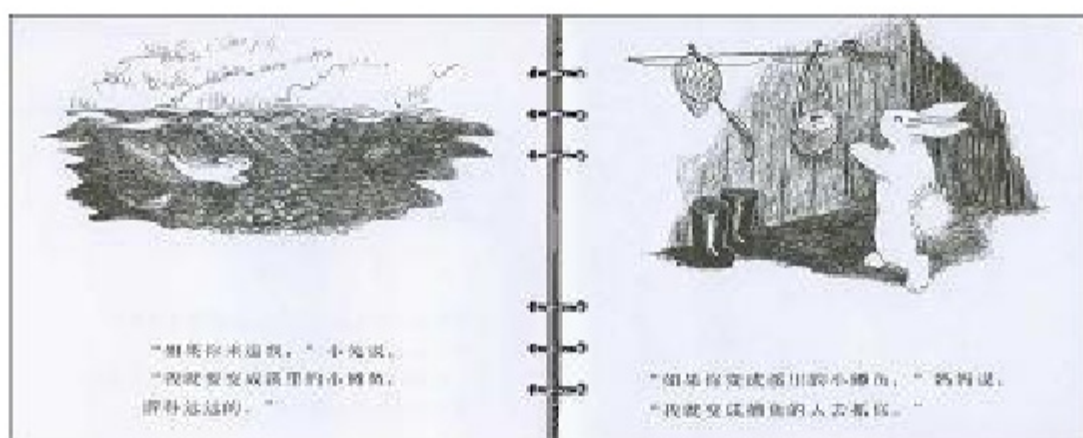 “如果你来追我，”小兔说，
“我就要变成溪里的小鳟鱼，
游得远远的。”
“如果你变成溪里的小鳟鱼，”妈妈说，
“我就变成捕鱼的人去抓你。”